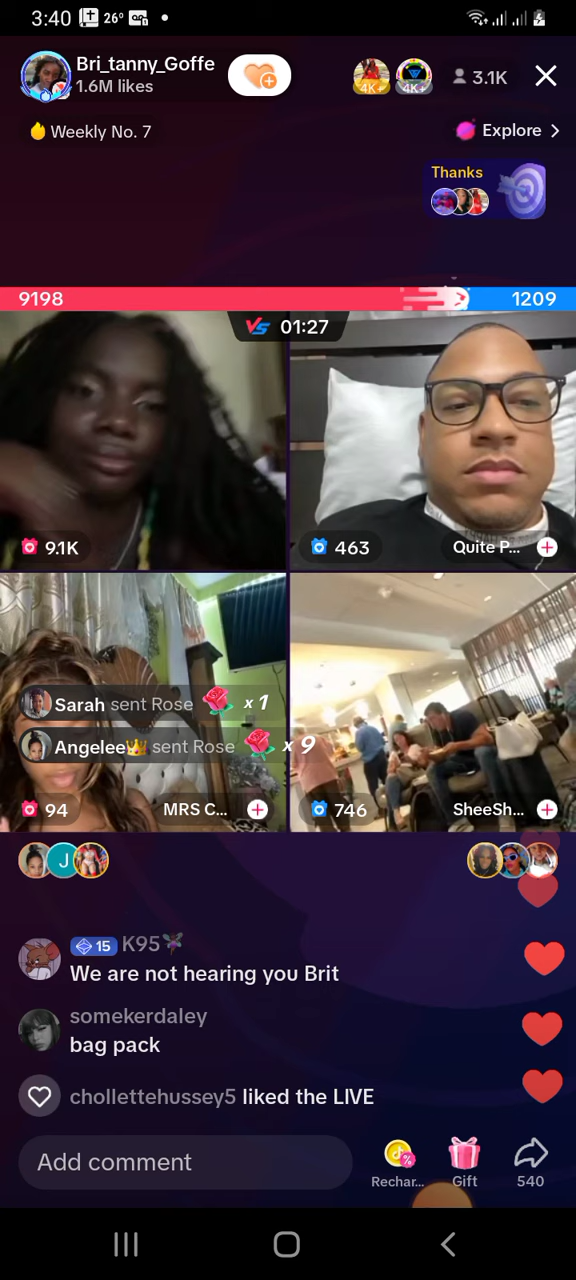 3:40 26°
Bri_tanny_Goffe
1.6M likes
4K+ 4K+
3.1K
Weekly No. 7
Explore
Thanks
9198
1209
VS 01:27
9.1K
463 Quite P...
Sarah sent Rose x 1
Angelee👑 sent Rose x 9
94 MRS C...
746 SheeSh...
J
15 K95🧚
We are not hearing you Brit
somekerdaley
bag pack
chollettehussey5 liked the LIVE
Add comment
Rechar...
Gift
540